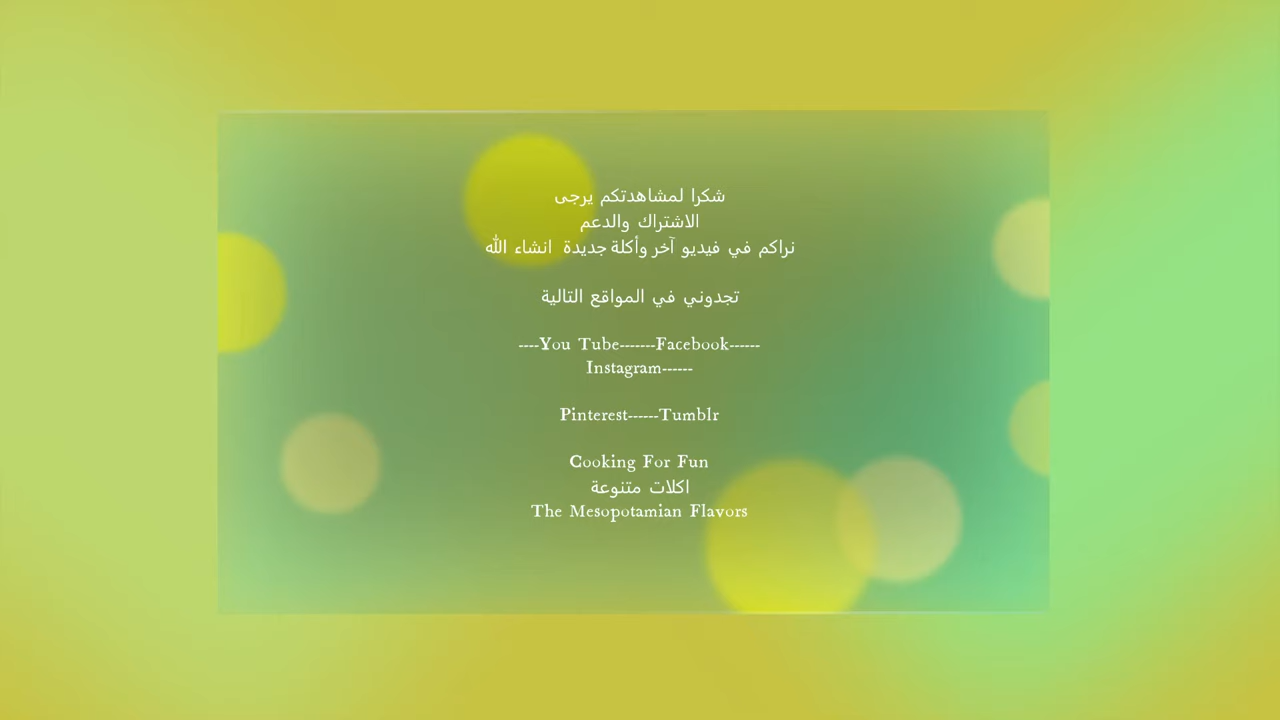 شكرا لمشاهدتكم يرجى
الاشتراك والدعم
نراكم في فيديو آخر وأكلة جديدة  انشاء الله
تجدوني في المواقع التالية
----You Tube-------Facebook------
Instagram------
Pinterest------Tumblr
Cooking For Fun
اكلات متنوعة
The Mesopotamian Flavors